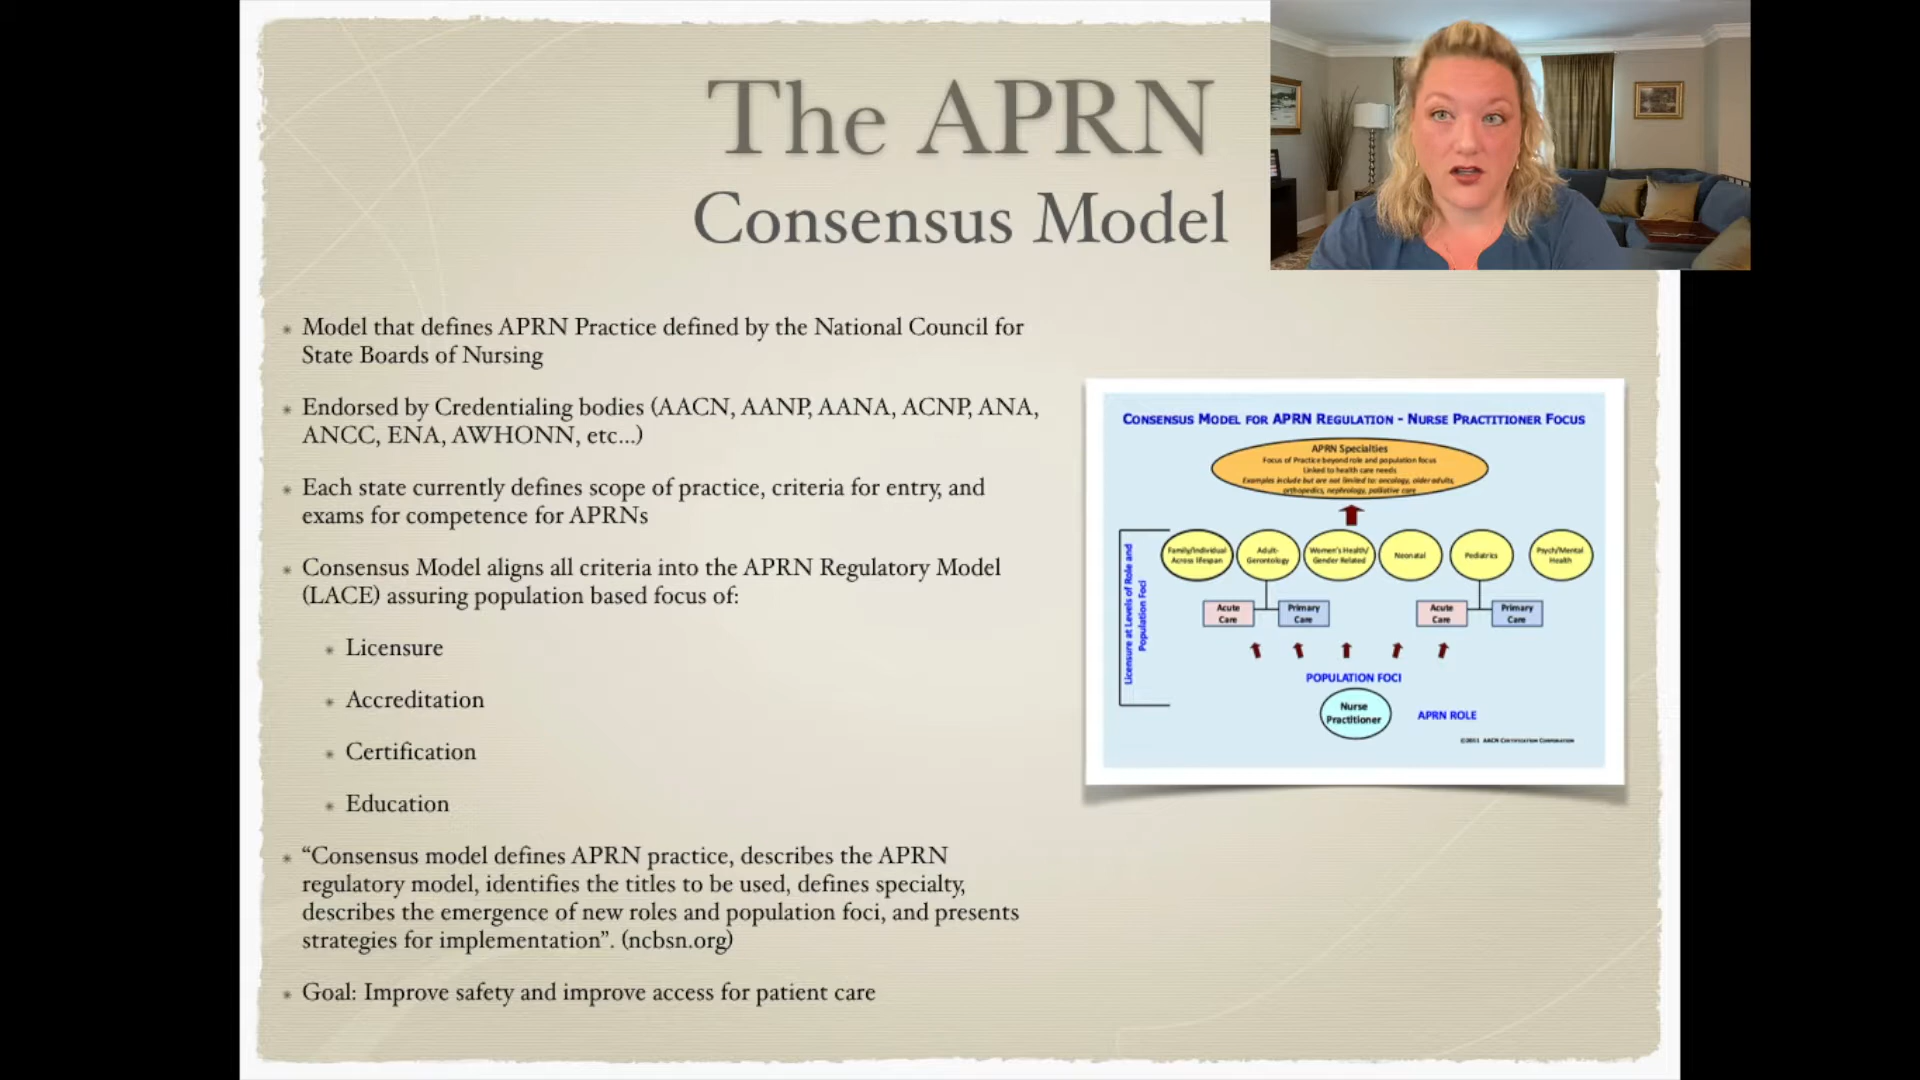 The APRN
Consensus Model
Model that defines APRN Practice defined by the National Council for
State Boards of Nursing
Endorsed by Credentialing bodies (AACN, AANP, AANA, ACNP, ANA,
ANCC, ENA, AWHONN, etc...)
Each state currently defines scope of practice, criteria for entry, and
exams for competence for APRNs
Consensus Model aligns all criteria into the APRN Regulatory Model
(LACE) assuring population based focus of:
Licensure
Accreditation
Certification
Education
“Consensus model defines APRN practice, describes the APRN
regulatory model, identifies the titles to be used, defines specialty,
describes the emergence of new roles and population foci, and presents
strategies for implementation”. (ncbsn.org)
Goal: Improve safety and improve access for patient care
CONSENSUS MODEL FOR APRN REGULATION - NURSE PRACTITIONER FOCUS
APRN Specialties
Focus of Practice beyond role and population focus
Linked to health care needs
Examples include but are not limited to: oncology, older adults,
orthopedics, nephrology, palliative care
Licensure at Levels of Role and
Population Foci
Family/Individual
Across lifespan
Adult-
Gerontology
Women's Health/
Gender Related
Neonatal
Pediatrics
Psych/Mental
Health
Acute
Care
Primary
Care
Acute
Care
Primary
Care
POPULATION FOCI
Nurse
Practitioner
APRN ROLE
©2011 AACN CERTIFICATION CORPORATION